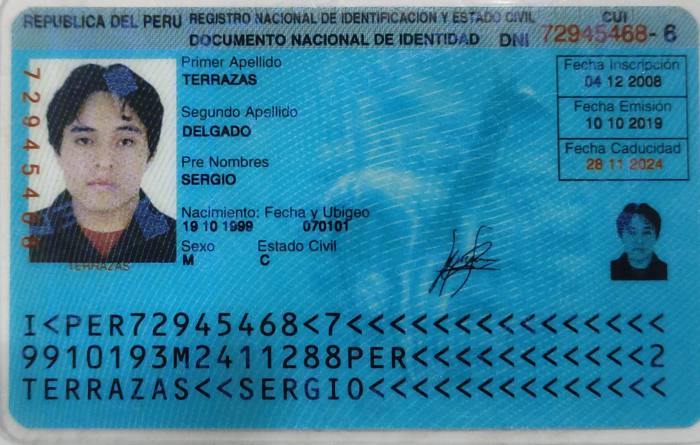 REPUBLICA DEL PERU REGISTRO NACIONAL DE IDENTIFICACION Y ESTADO CIVIL
DOCUMENTO NACIONAL DE IDENTIDAD DNI
CUI
72945468-6
72945468
TERRAZAS
Primer Apellido
TERRAZAS
Segundo Apellido
DELGADO
Pre Nombres
SERGIO
Nacimiento: Fecha y Ubigeo
19 10 1999 070101
Sexo Estado Civil
M C
Fecha Inscripción
04 12 2008
Fecha Emisión
10 10 2019
Fecha Caducidad
28 11 2024
I<PER72945468<7<<<<<<<<<<<<<<<
9910193M2411288PER<<<<<<<<<<<2
TERRAZAS<<SERGIO<<<<<<<<<<<<<<